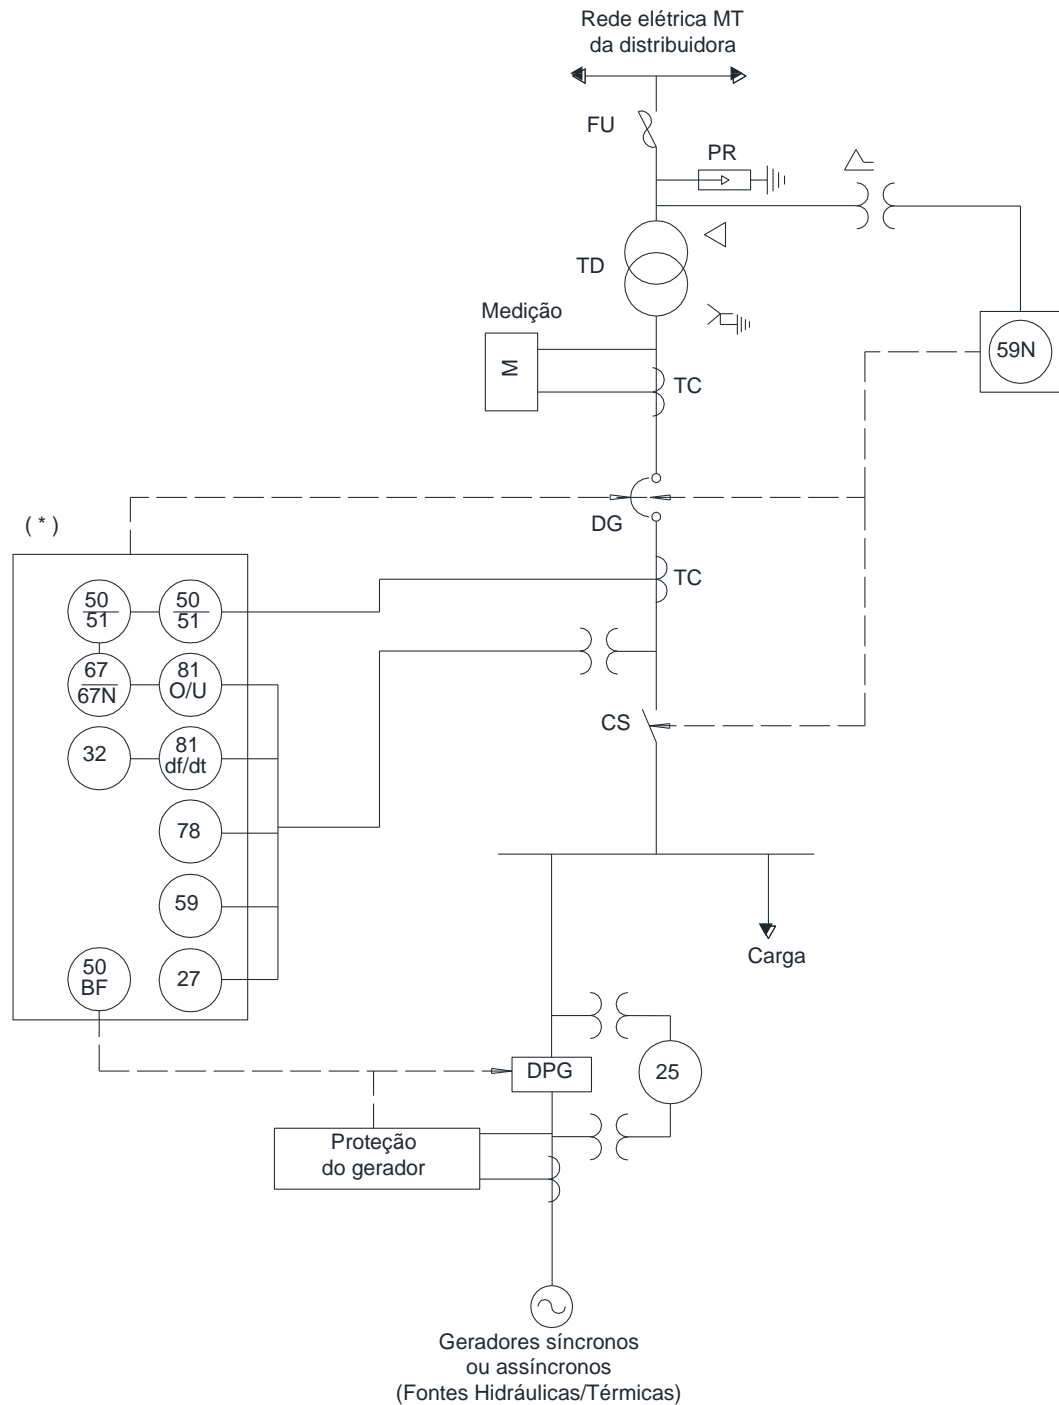 Rede elétrica MT
da distribuidora
FU
PR
TD
Medição
M
TC
59N
DG
( * )
TC
50
51
50
51
67
67N
81
O/U
CS
32
81
df/dt
78
59
Carga
50
BF
27
DPG
25
Proteção
do gerador
Geradores síncronos
ou assíncronos
(Fontes Hidráulicas/Térmicas)